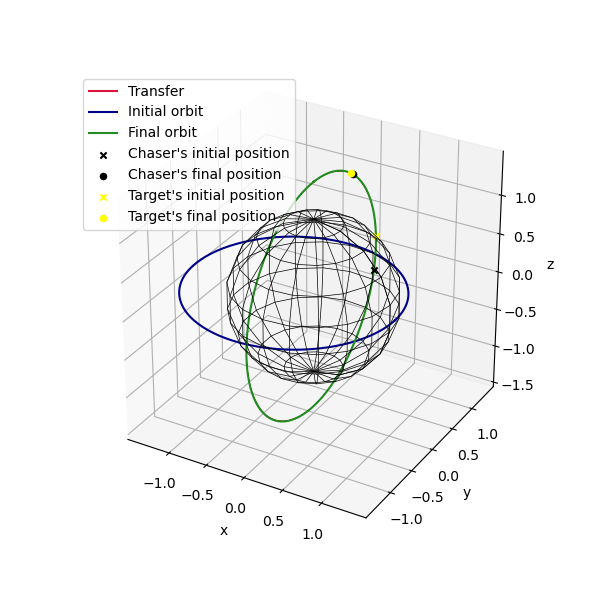 Transfer
Initial orbit
Final orbit
Chaser's initial position
Chaser's final position
Target's initial position
Target's final position
1.0
0.5
0.0
−0.5
−1.0
−1.5
z
−1.0
−0.5
0.0
0.5
1.0
x
−1.0
−0.5
0.0
0.5
1.0
y